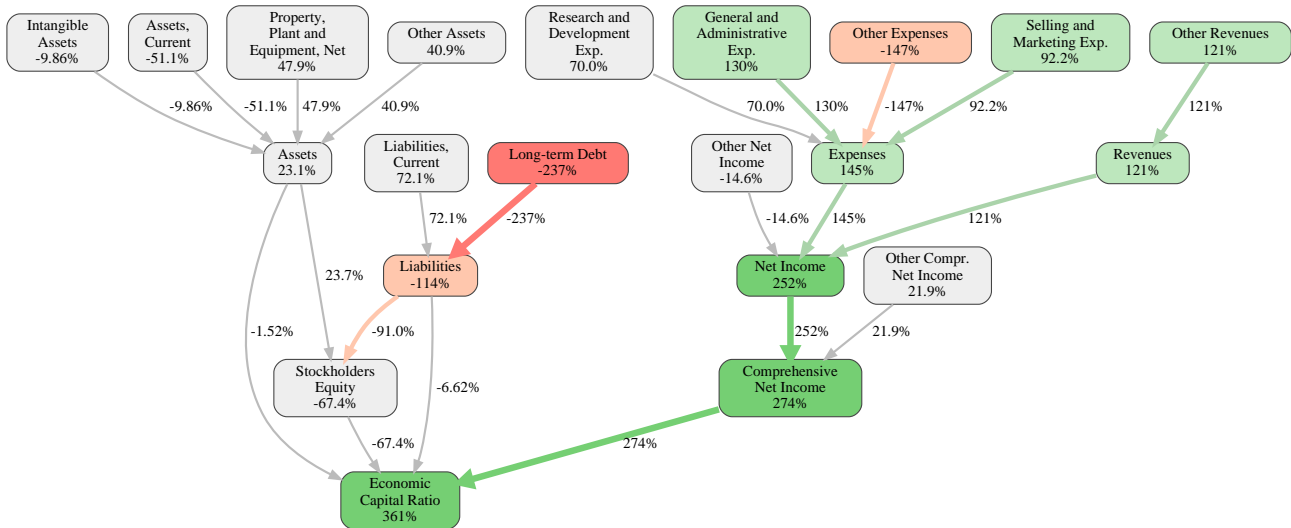 Intangible
Assets
-9.86%
Assets,
Current
-51.1%
Property,
Plant and
Equipment, Net
47.9%
Other Assets
40.9%
Research and
Development
Exp.
70.0%
General and
Administrative
Exp.
130%
Other Expenses
-147%
Selling and
Marketing Exp.
92.2%
Other Revenues
121%
-9.86%
-51.1%
47.9%
40.9%
70.0%
130%
-147%
92.2%
121%
Assets
23.1%
Liabilities,
Current
72.1%
Long-term Debt
-237%
Other Net
Income
-14.6%
Expenses
145%
Revenues
121%
72.1%
-237%
-14.6%
145%
121%
23.7%
Liabilities
-114%
Net Income
252%
Other Compr.
Net Income
21.9%
-1.52%
-91.0%
252%
21.9%
Stockholders
Equity
-67.4%
-6.62%
Comprehensive
Net Income
274%
-67.4%
274%
Economic
Capital Ratio
361%